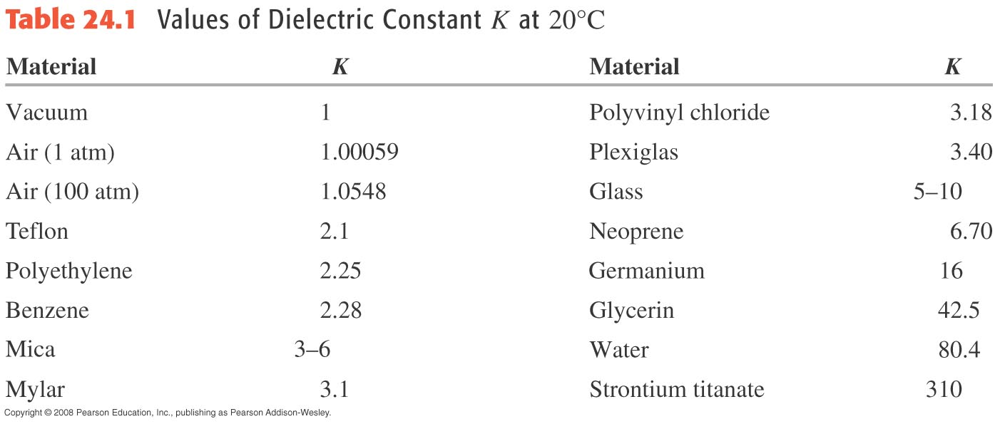 Table 24.1 Values of Dielectric Constant K at 20°C
Material K Material K
Vacuum 1 Polyvinyl chloride 3.18
Air (1 atm) 1.00059 Plexiglas 3.40
Air (100 atm) 1.0548 Glass 5–10
Teflon 2.1 Neoprene 6.70
Polyethylene 2.25 Germanium 16
Benzene 2.28 Glycerin 42.5
Mica 3–6 Water 80.4
Mylar 3.1 Strontium titanate 310
Copyright © 2008 Pearson Education, Inc., publishing as Pearson Addison-Wesley.